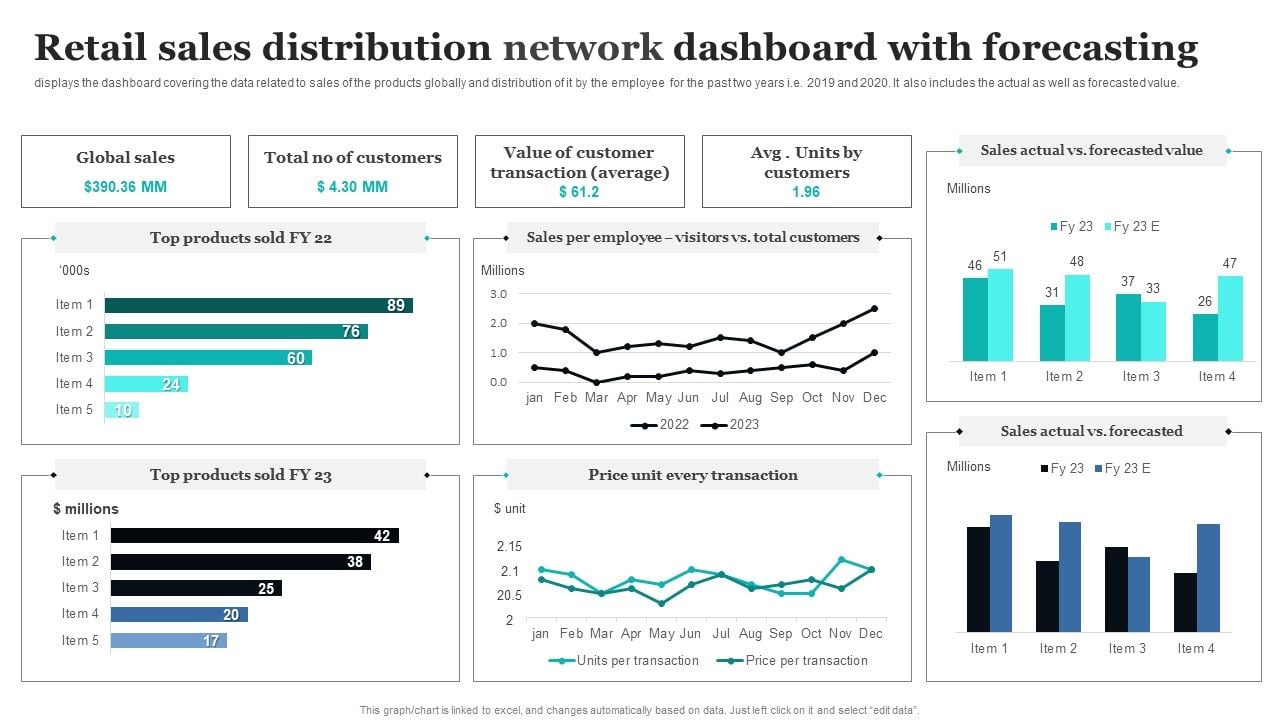 Retail sales distribution network dashboard with forecasting
displays the dashboard covering the data related to sales of the products globally and distribution of it by the employee for the past two years i.e. 2019 and 2020. It also includes the actual as well as forecasted value.
Global sales
$390.36 MM
Total no of customers
$ 4.30 MM
Value of customer
transaction (average)
$ 61.2
Avg . Units by
customers
1.96
Top products sold FY 22
‘000s
Item 1 89
Item 2 76
Item 3 60
Item 4 24
Item 5 10
Sales per employee – visitors vs. total customers
Millions
3.0
2.0
1.0
0.0
jan Feb Mar Apr May Jun Jul Aug Sep Oct Nov Dec
2022 2023
Sales actual vs. forecasted value
Millions
Fy 23 Fy 23 E
46 51 31 48 37 33 26 47
Item 1 Item 2 Item 3 Item 4
Top products sold FY 23
$ millions
Item 1 42
Item 2 38
Item 3 25
Item 4 20
Item 5 17
Price unit every transaction
$ unit
2.15
2.1
20.5
2
jan Feb Mar Apr May Jun Jul Aug Sep Oct Nov Dec
Units per transaction Price per transaction
Sales actual vs. forecasted
Millions
Fy 23 Fy 23 E
Item 1 Item 2 Item 3 Item 4
This graph/chart is linked to excel, and changes automatically based on data. Just left click on it and select “edit data”.